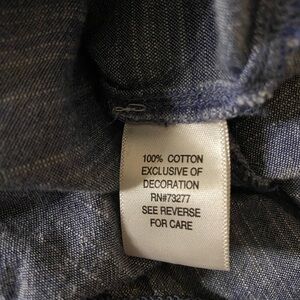 100% COTTON
EXCLUSIVE OF
DECORATION
RN#73277
SEE REVERSE
FOR CARE